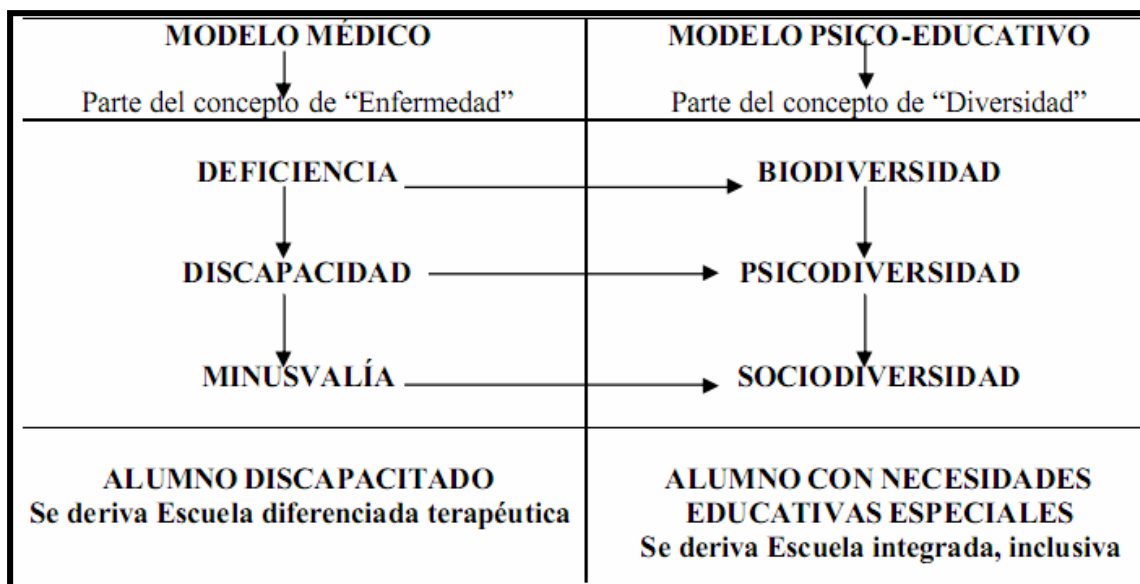 MODELO MÉDICO
Parte del concepto de “Enfermedad”
MODELO PSICO-EDUCATIVO
Parte del concepto de “Diversidad”
DEFICIENCIA
BIODIVERSIDAD
DISCAPACIDAD
PSICODIVERSIDAD
MINUSVALÍA
SOCIODIVERSIDAD
ALUMNO DISCAPACITADO
Se deriva Escuela diferenciada terapéutica
ALUMNO CON NECESIDADES
EDUCATIVAS ESPECIALES
Se deriva Escuela integrada, inclusiva